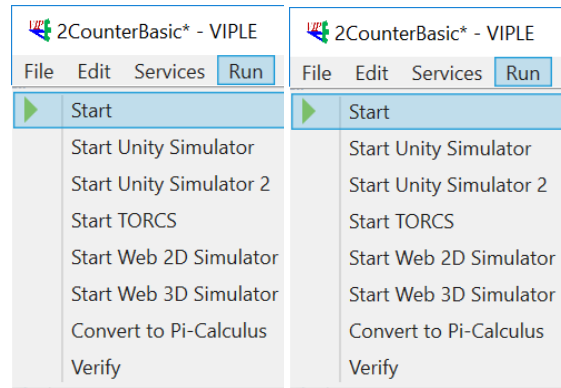 2CounterBasic* - VIPLE
File Edit Services Run
Start
Start Unity Simulator
Start Unity Simulator 2
Start TORCS
Start Web 2D Simulator
Start Web 3D Simulator
Convert to Pi-Calculus
Verify
2CounterBasic* - VIPLE
File Edit Services Run
Start
Start Unity Simulator
Start Unity Simulator 2
Start TORCS
Start Web 2D Simulator
Start Web 3D Simulator
Convert to Pi-Calculus
Verify